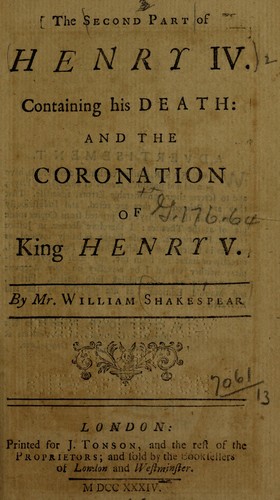 [ The SECOND PART of
HENRY IV.
Containing his DEATH:
AND THE
CORONATION
OF
G.176.64
King HENRY V.
By Mr. WILLIAM SHAKESPEAR
7061
13
LONDON:
Printed for J. TONSON, and the rest of the
PROPRIETORS; and sold by the Booksellers
of London and Westminster.
M DCC XXXIV.